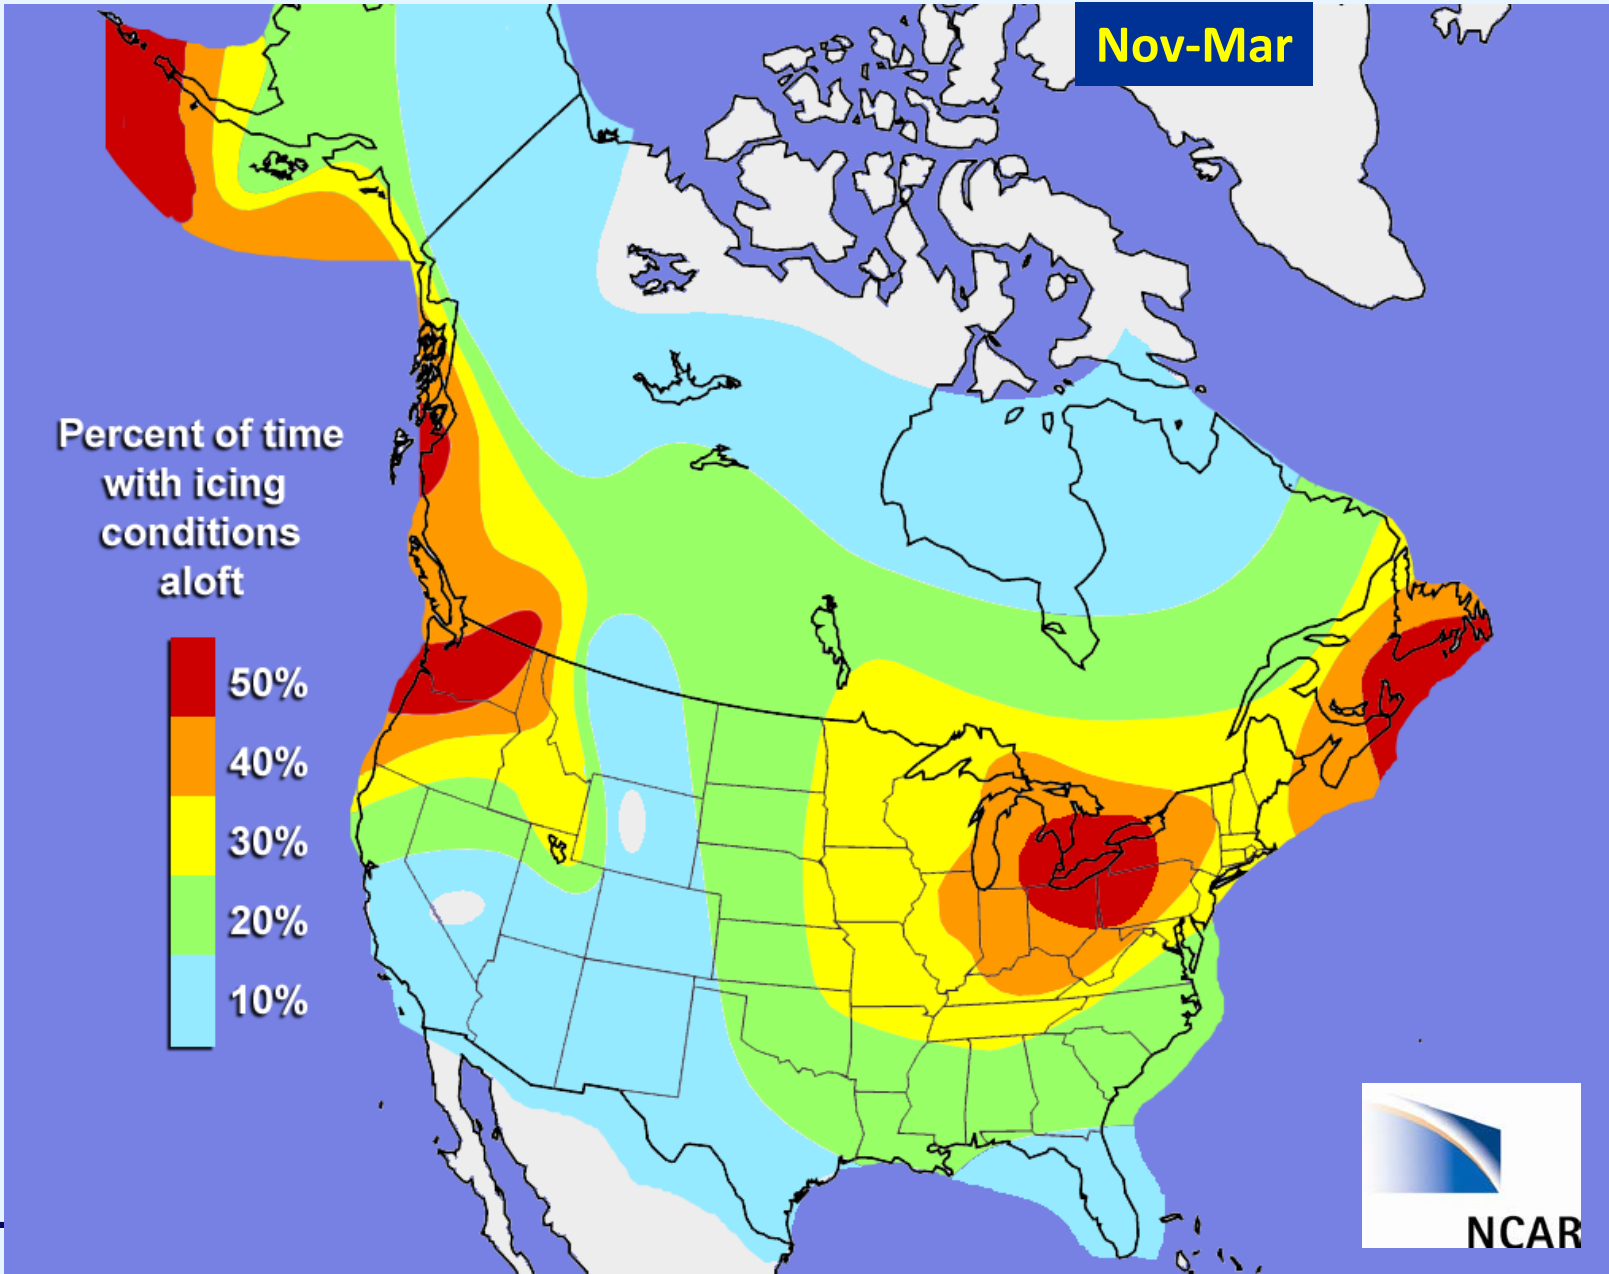 Nov-Mar
Percent of time
with icing
conditions
aloft
50%
40%
30%
20%
10%
NCAR